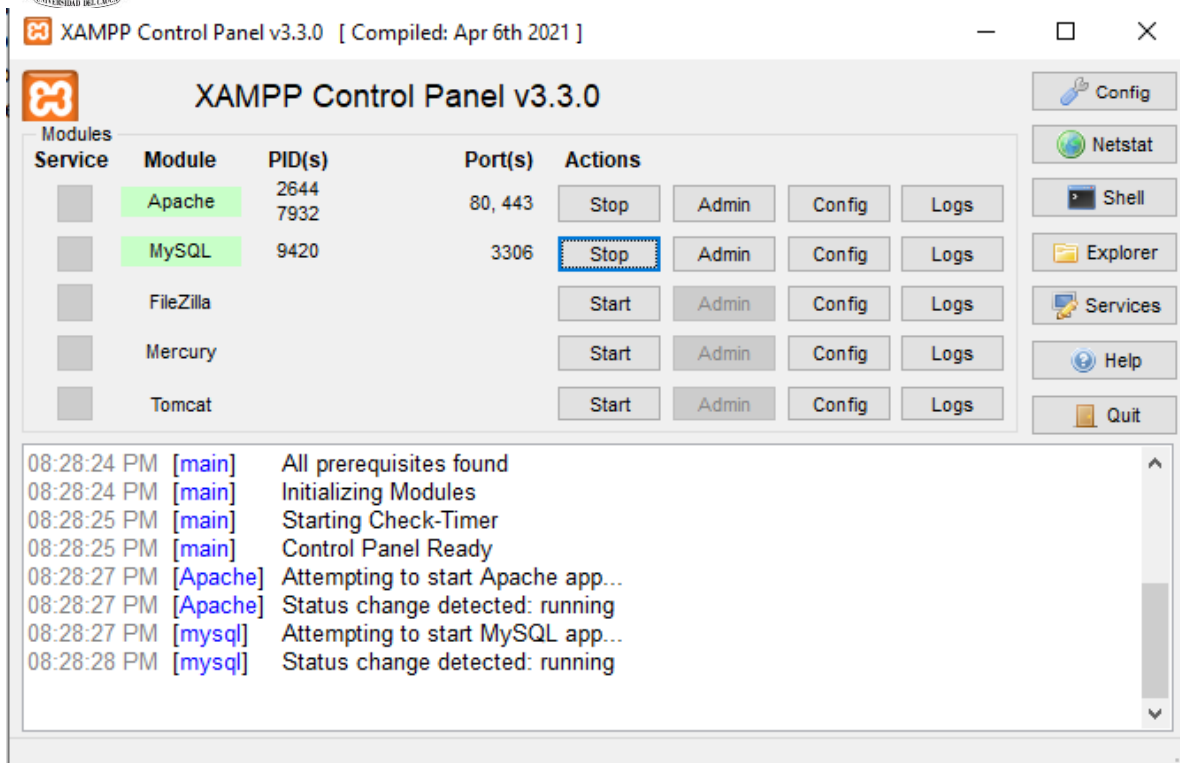 UNIVERSIDAD DEL CAUCA
XAMPP Control Panel v3.3.0 [ Compiled: Apr 6th 2021 ]
XAMPP Control Panel v3.3.0
Config
Modules
Netstat
Service Module PID(s) Port(s) Actions
Apache 2644 7932 80, 443 Stop Admin Config Logs
Shell
MySQL 9420 3306 Stop Admin Config Logs
Explorer
FileZilla Start Admin Config Logs
Services
Mercury Start Admin Config Logs
Help
Tomcat Start Admin Config Logs
Quit
08:28:24 PM [main] All prerequisites found
08:28:24 PM [main] Initializing Modules
08:28:25 PM [main] Starting Check-Timer
08:28:25 PM [main] Control Panel Ready
08:28:27 PM [Apache] Attempting to start Apache app...
08:28:27 PM [Apache] Status change detected: running
08:28:27 PM [mysql] Attempting to start MySQL app...
08:28:28 PM [mysql] Status change detected: running